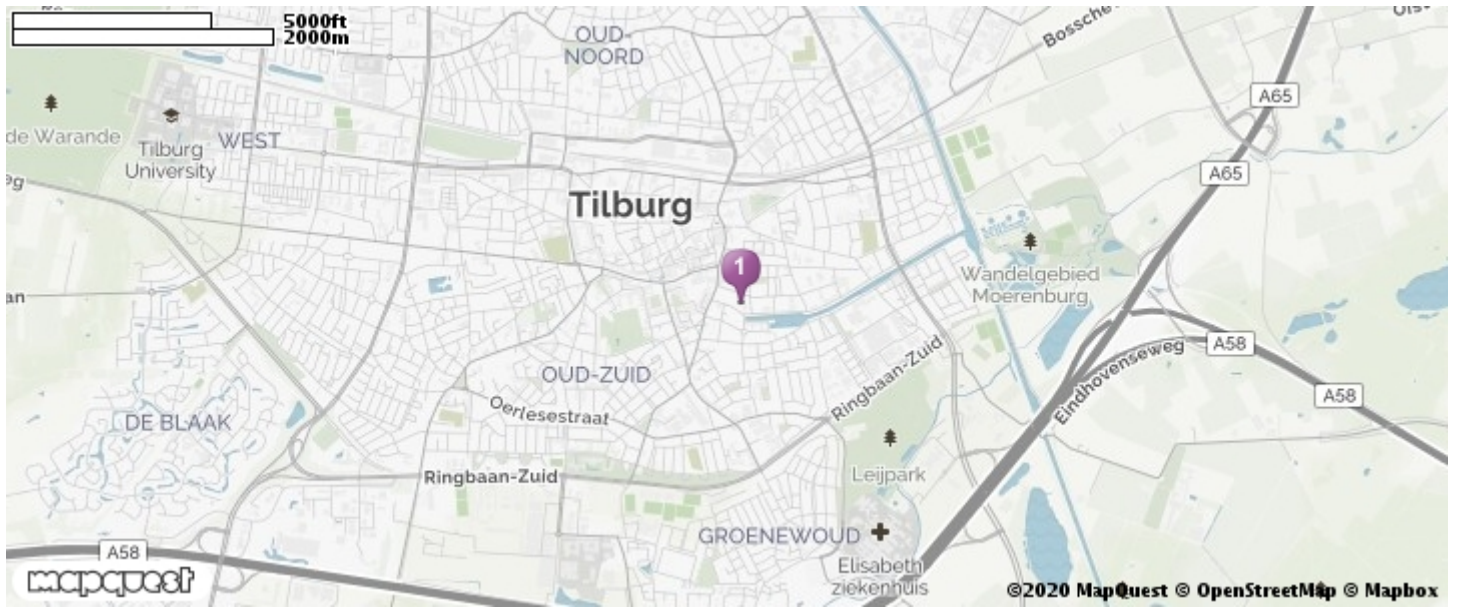 5000ft
2000m
OUD-
NOORD
A65
de Warande
Tilburg
University
WEST
A65
Tilburg
1
Wandelgebied
Moerenburg
an
OUD-ZUID
Ringbaan-Zuid
Eindhovenseweg
A58
A58
DE BLAAK
Oerlesestraat
Leijpark
Ringbaan-Zuid
GROENEWOUD
Elisabeth
ziekenhuis
A58
mapquest
©2020 MapQuest © OpenStreetMap © Mapbox